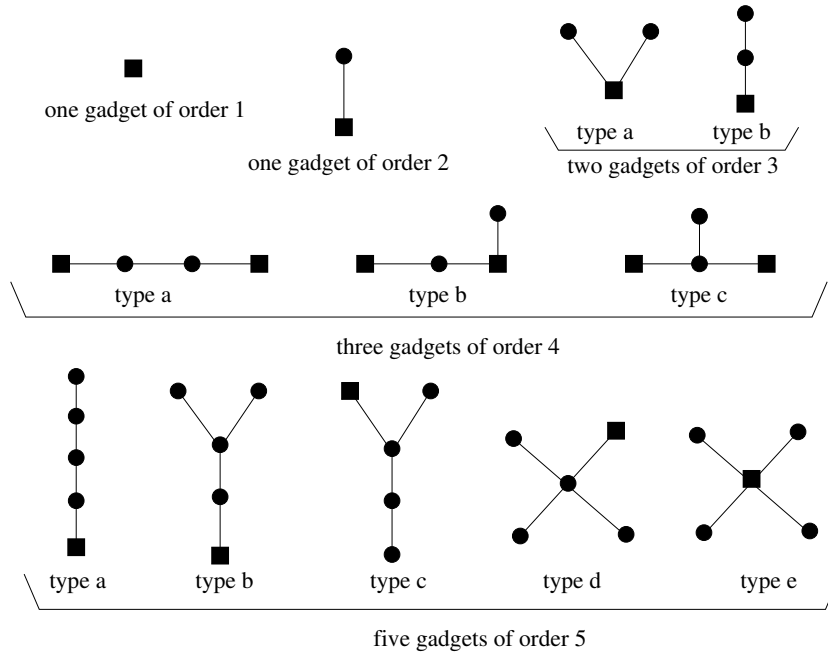 one gadget of order 1
one gadget of order 2
type a
type b
two gadgets of order 3
type a
type b
type c
three gadgets of order 4
type a
type b
type c
type d
type e
five gadgets of order 5